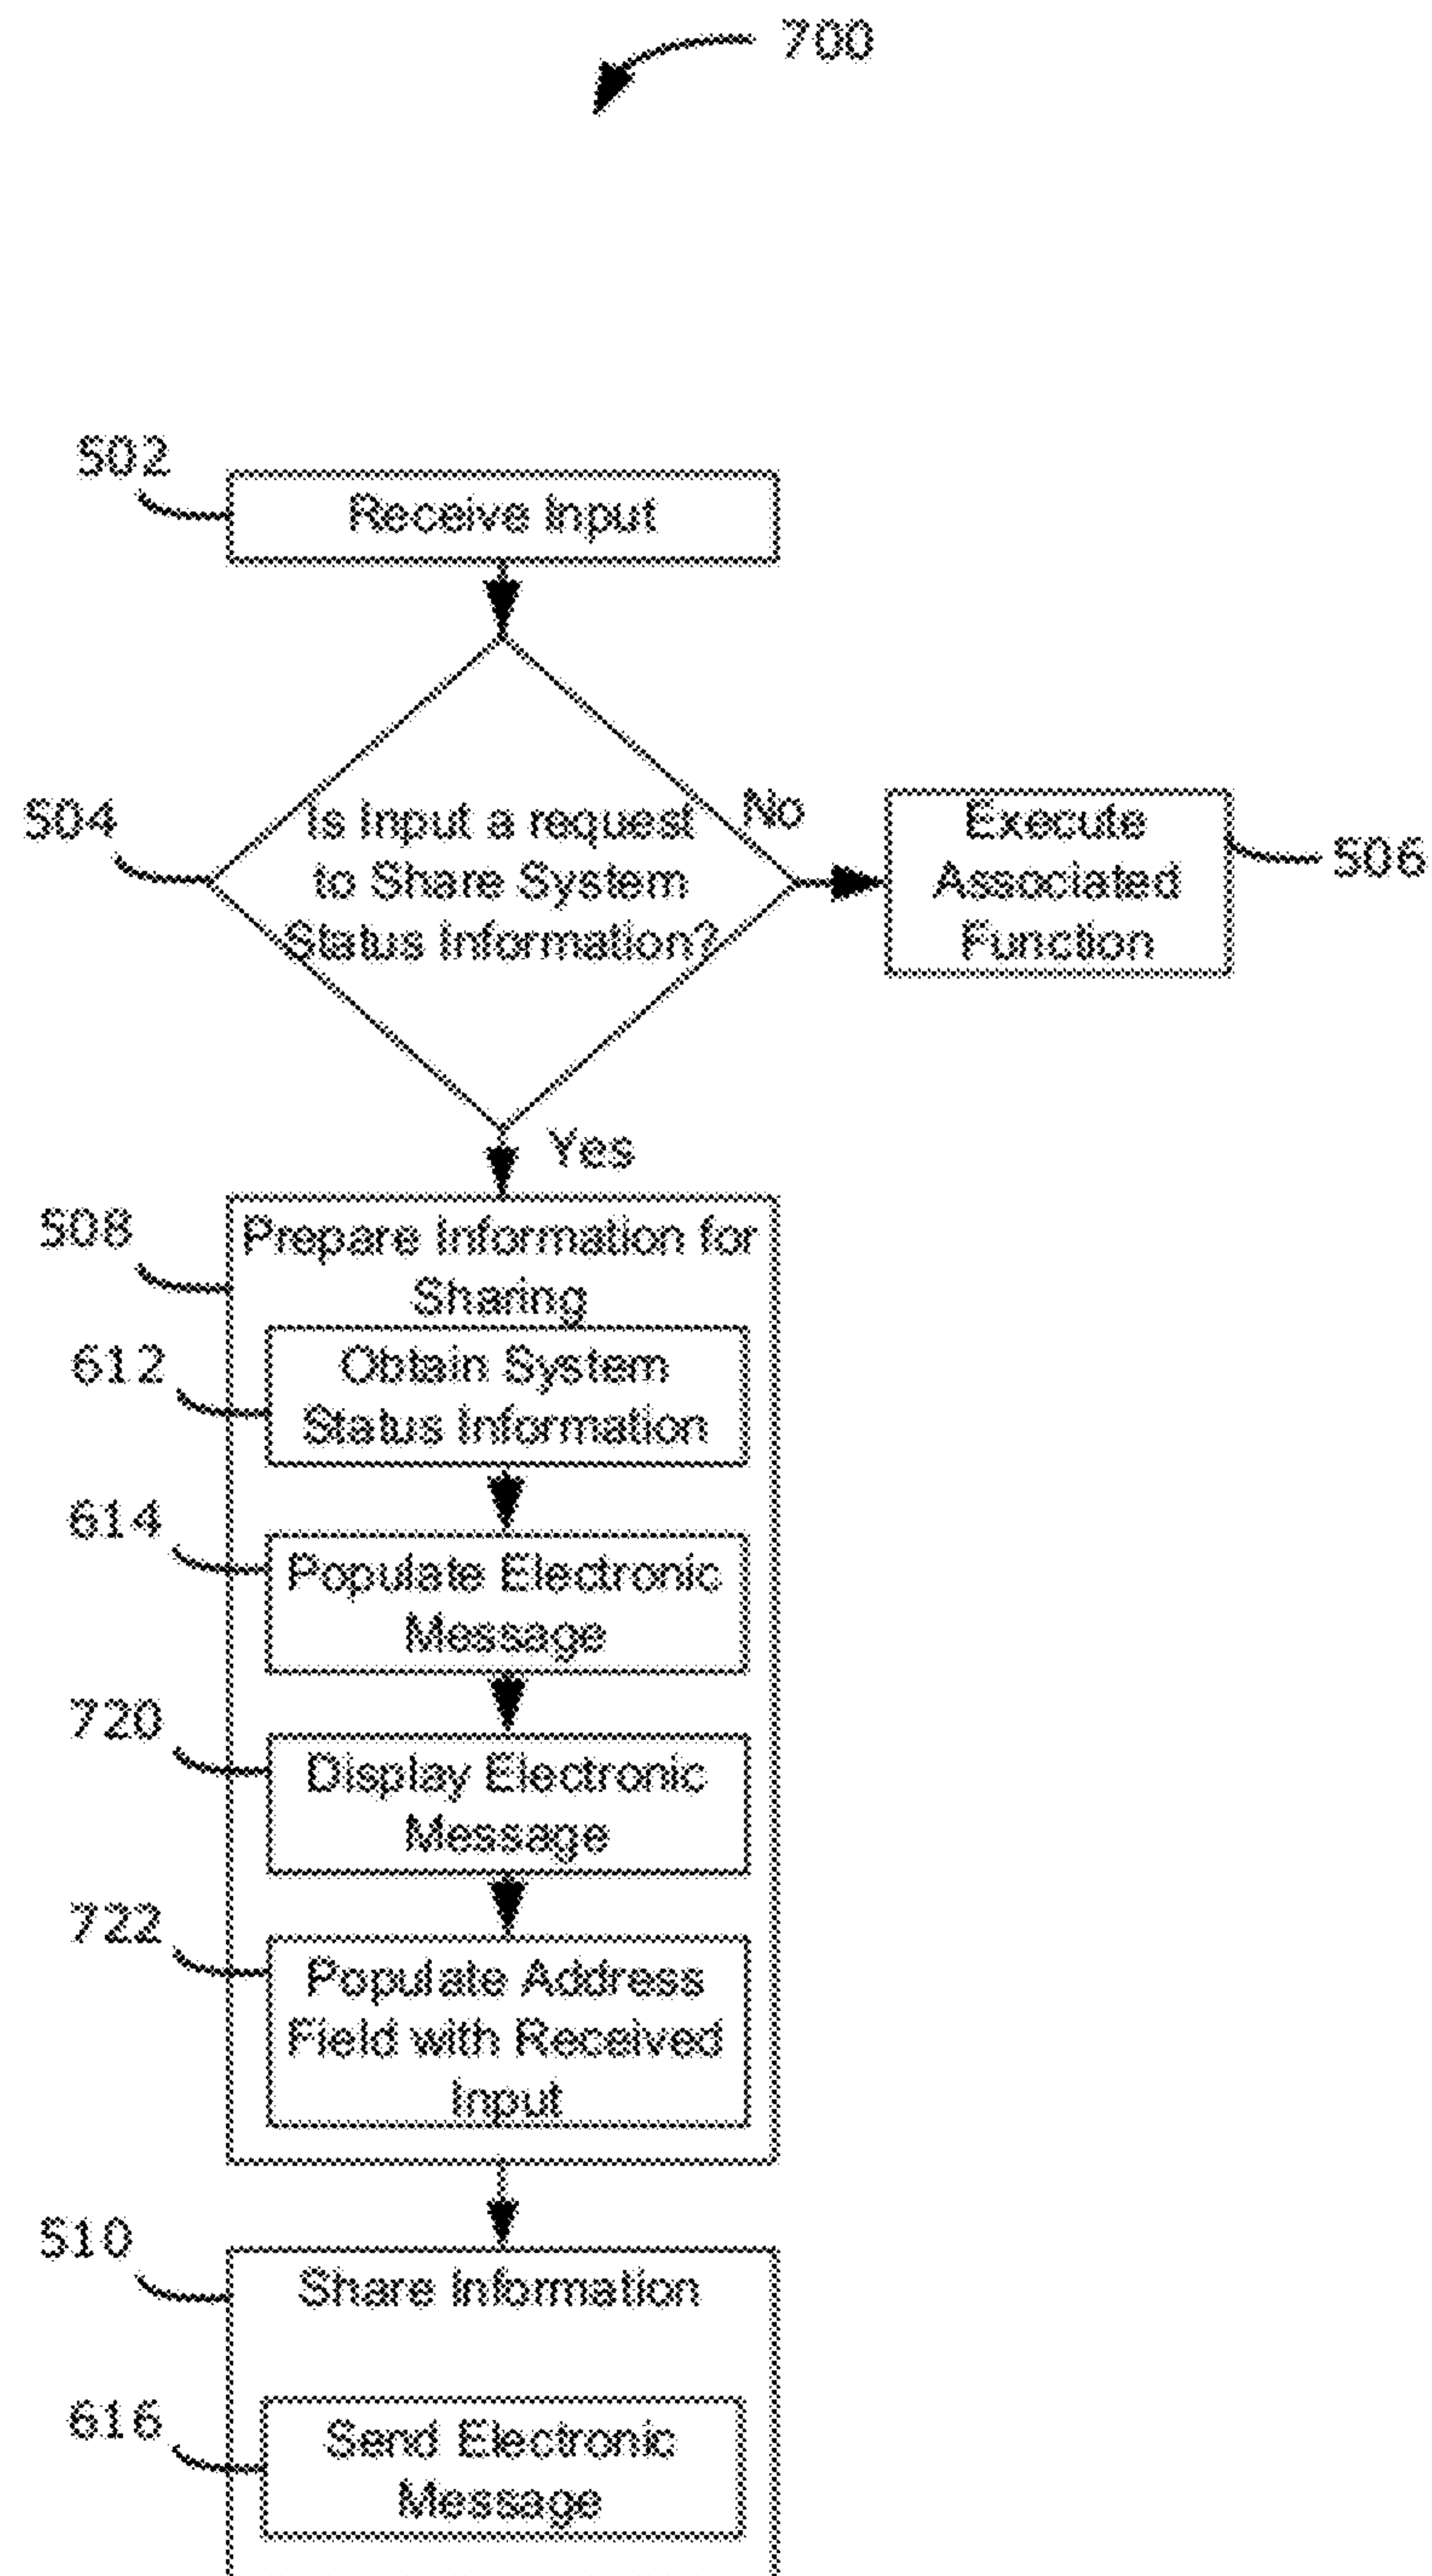 700
502
Receive Input
504
Is Input a request
to Share System
Status Information?
No
Execute
Associated
Function
506
Yes
508
Prepare Information for
Sharing
612
Obtain System
Status Information
614
Populate Electronic
Message
720
Display Electronic
Message
722
Populate Address
Field with Received
Input
510
Share Information
616
Send Electronic
Message